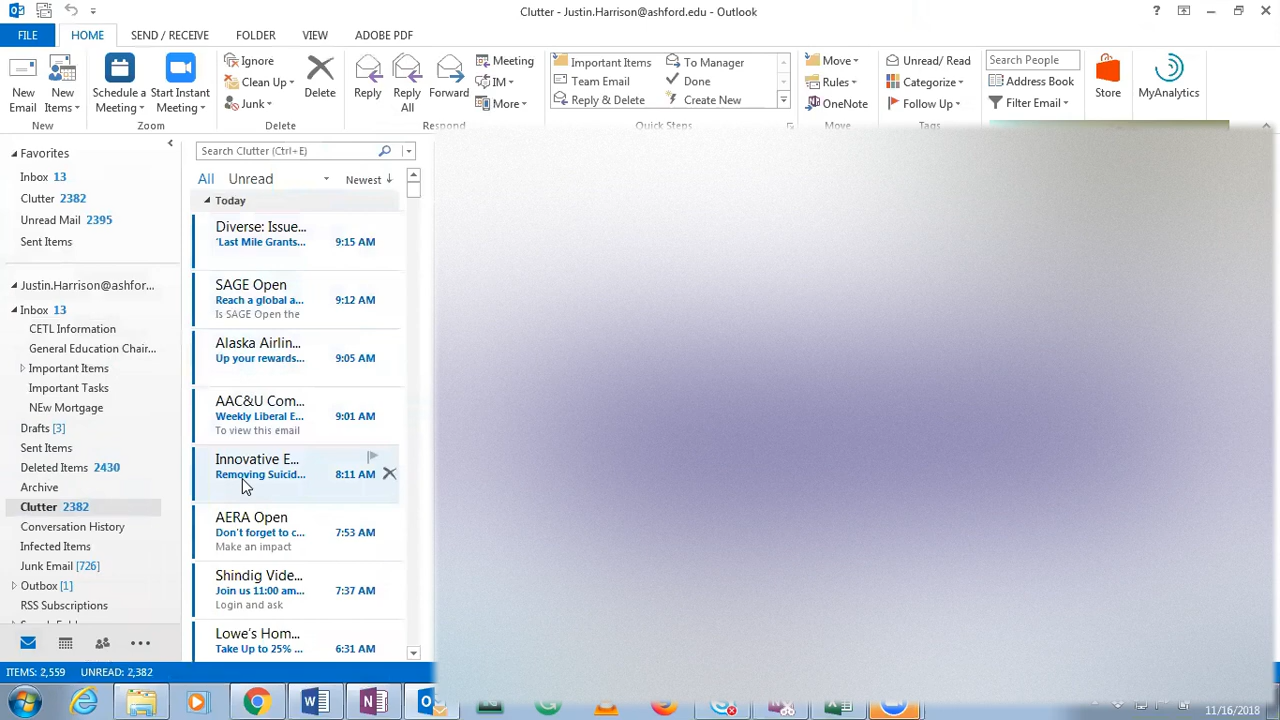 Clutter - Justin.Harrison@ashford.edu - Outlook
FILE HOME SEND / RECEIVE FOLDER VIEW ADOBE PDF
New Email
New Items
New
Schedule a Meeting
Start Instant Meeting
Zoom
Ignore
Clean Up
Junk
Delete
Delete
Reply
Reply All
Forward
Meeting
IM
More
Respond
Important Items
To Manager
Team Email
Done
Reply & Delete
Create New
Quick Steps
Move
Rules
OneNote
Move
Unread/ Read
Categorize
Follow Up
Tags
Search People
Address Book
Filter Email
Store
MyAnalytics
Favorites
Inbox 13
Clutter 2382
Unread Mail 2395
Sent Items
Justin.Harrison@ashfor...
Inbox 13
CETL Information
General Education Chair...
Important Items
Important Tasks
NEw Mortgage
Drafts [3]
Sent Items
Deleted Items 2430
Archive
Clutter 2382
Conversation History
Infected Items
Junk Email [726]
Outbox [1]
RSS Subscriptions
Search Clutter (Ctrl+E)
All Unread Newest
Today
Diverse: Issue...
'Last Mile Grants... 9:15 AM
SAGE Open
Reach a global a... 9:12 AM
Is SAGE Open the
Alaska Airlin...
Up your rewards... 9:05 AM
AAC&U Com...
Weekly Liberal E... 9:01 AM
To view this email
Innovative E...
Removing Suicid... 8:11 AM
AERA Open
Don't forget to c... 7:53 AM
Make an impact
Shindig Vide...
Join us 11:00 am... 7:37 AM
Login and ask
Lowe's Hom...
Take Up to 25% ... 6:31 AM
ITEMS: 2,559 UNREAD: 2,382
11/16/2018